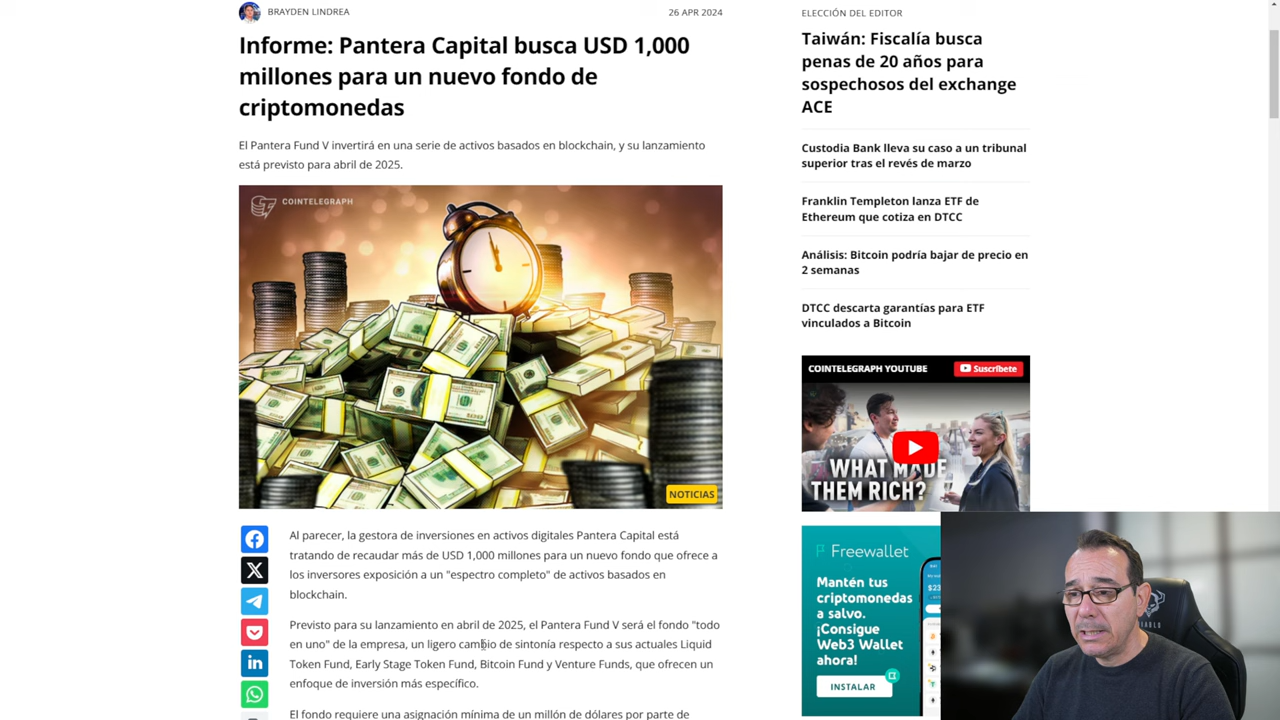 BRAYDEN LINDREA
26 APR 2024
Informe: Pantera Capital busca USD 1,000
millones para un nuevo fondo de
criptomonedas
El Pantera Fund V invertirá en una serie de activos basados en blockchain, y su lanzamiento
está previsto para abril de 2025.
COINTELEGRAPH
NOTICIAS
Al parecer, la gestora de inversiones en activos digitales Pantera Capital está
tratando de recaudar más de USD 1,000 millones para un nuevo fondo que ofrece a
los inversores exposición a un "espectro completo" de activos basados en
blockchain.
Previsto para su lanzamiento en abril de 2025, el Pantera Fund V será el fondo "todo
en uno" de la empresa, un ligero cambio de sintonía respecto a sus actuales Liquid
Token Fund, Early Stage Token Fund, Bitcoin Fund y Venture Funds, que ofrecen un
enfoque de inversión más específico.
El fondo requiere una asignación mínima de un millón de dólares por parte de
ELECCIÓN DEL EDITOR
Taiwán: Fiscalía busca
penas de 20 años para
sospechosos del exchange
ACE
Custodia Bank lleva su caso a un tribunal
superior tras el revés de marzo
Franklin Templeton lanza ETF de
Ethereum que cotiza en DTCC
Análisis: Bitcoin podría bajar de precio en
2 semanas
DTCC descarta garantías para ETF
vinculados a Bitcoin
COINTELEGRAPH YOUTUBE
Suscríbete
WHAT MADE
THEM RICH?
Freewallet
Mantén tus
criptomonedas
a salvo.
¡Consigue
Web3 Wallet
ahora!
INSTALAR